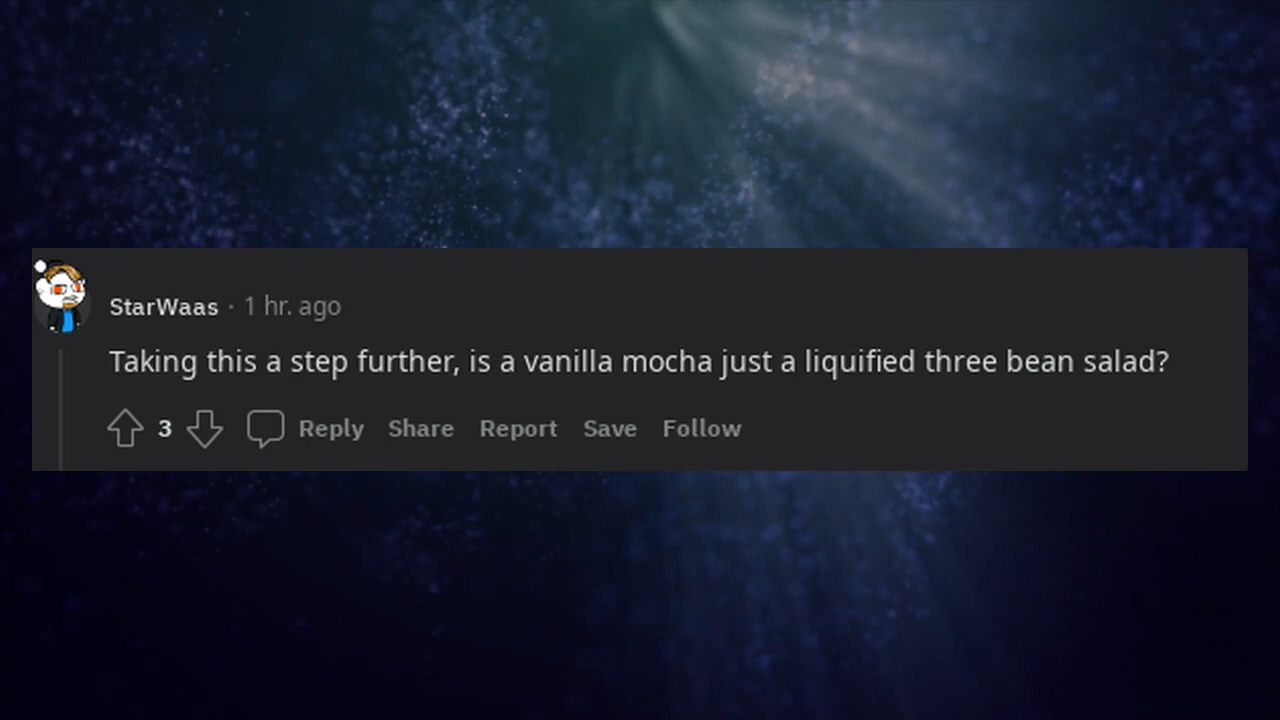 StarWaas · 1 hr. ago
Taking this a step further, is a vanilla mocha just a liquified three bean salad?
3 Reply Share Report Save Follow